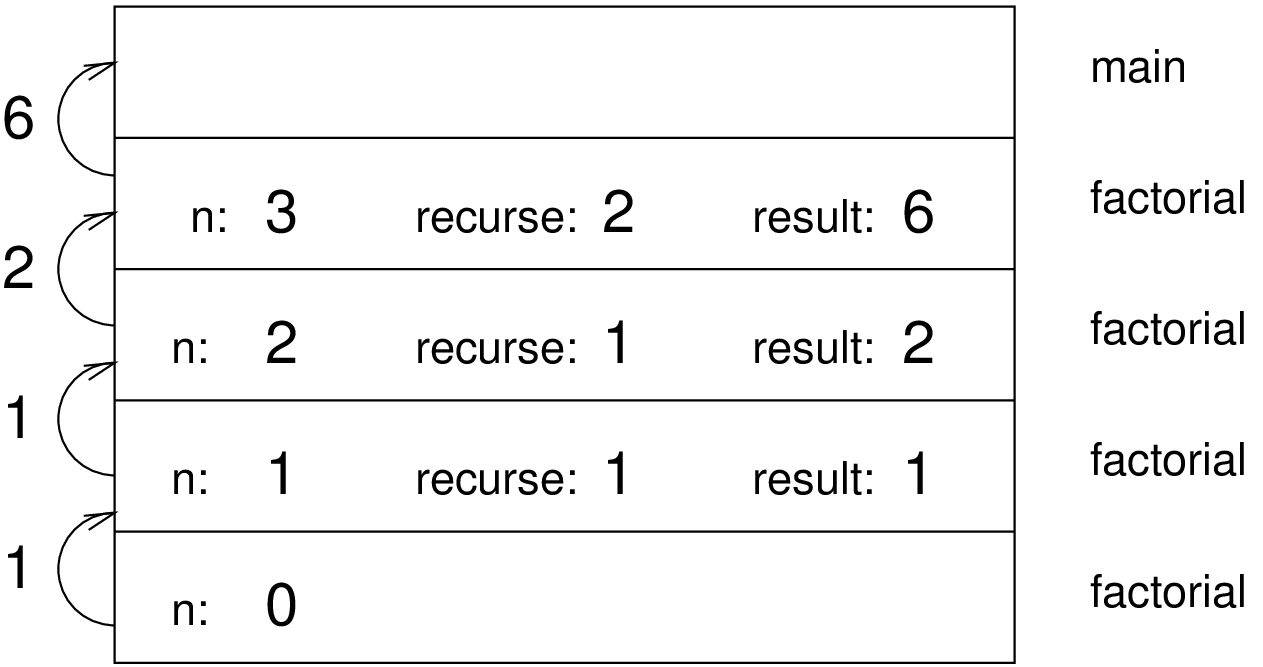 main
6
n: 3 recurse: 2 result: 6 factorial
2
n: 2 recurse: 1 result: 2 factorial
1
n: 1 recurse: 1 result: 1 factorial
1
n: 0 factorial